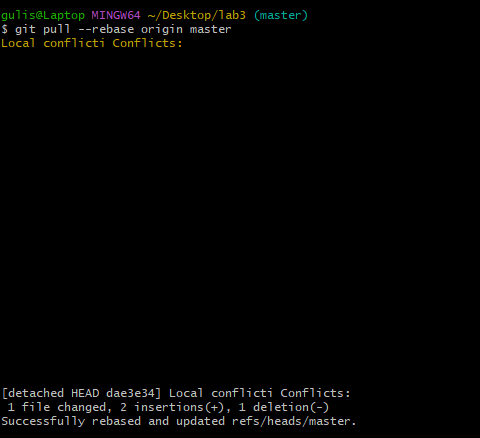 gulis@Laptop MINGW64 ~/Desktop/lab3 (master)
$ git pull --rebase origin master
Local conflicti Conflicts:
[detached HEAD dae3e34] Local conflicti Conflicts:
1 file changed, 2 insertions(+), 1 deletion(-)
Successfully rebased and updated refs/heads/master.